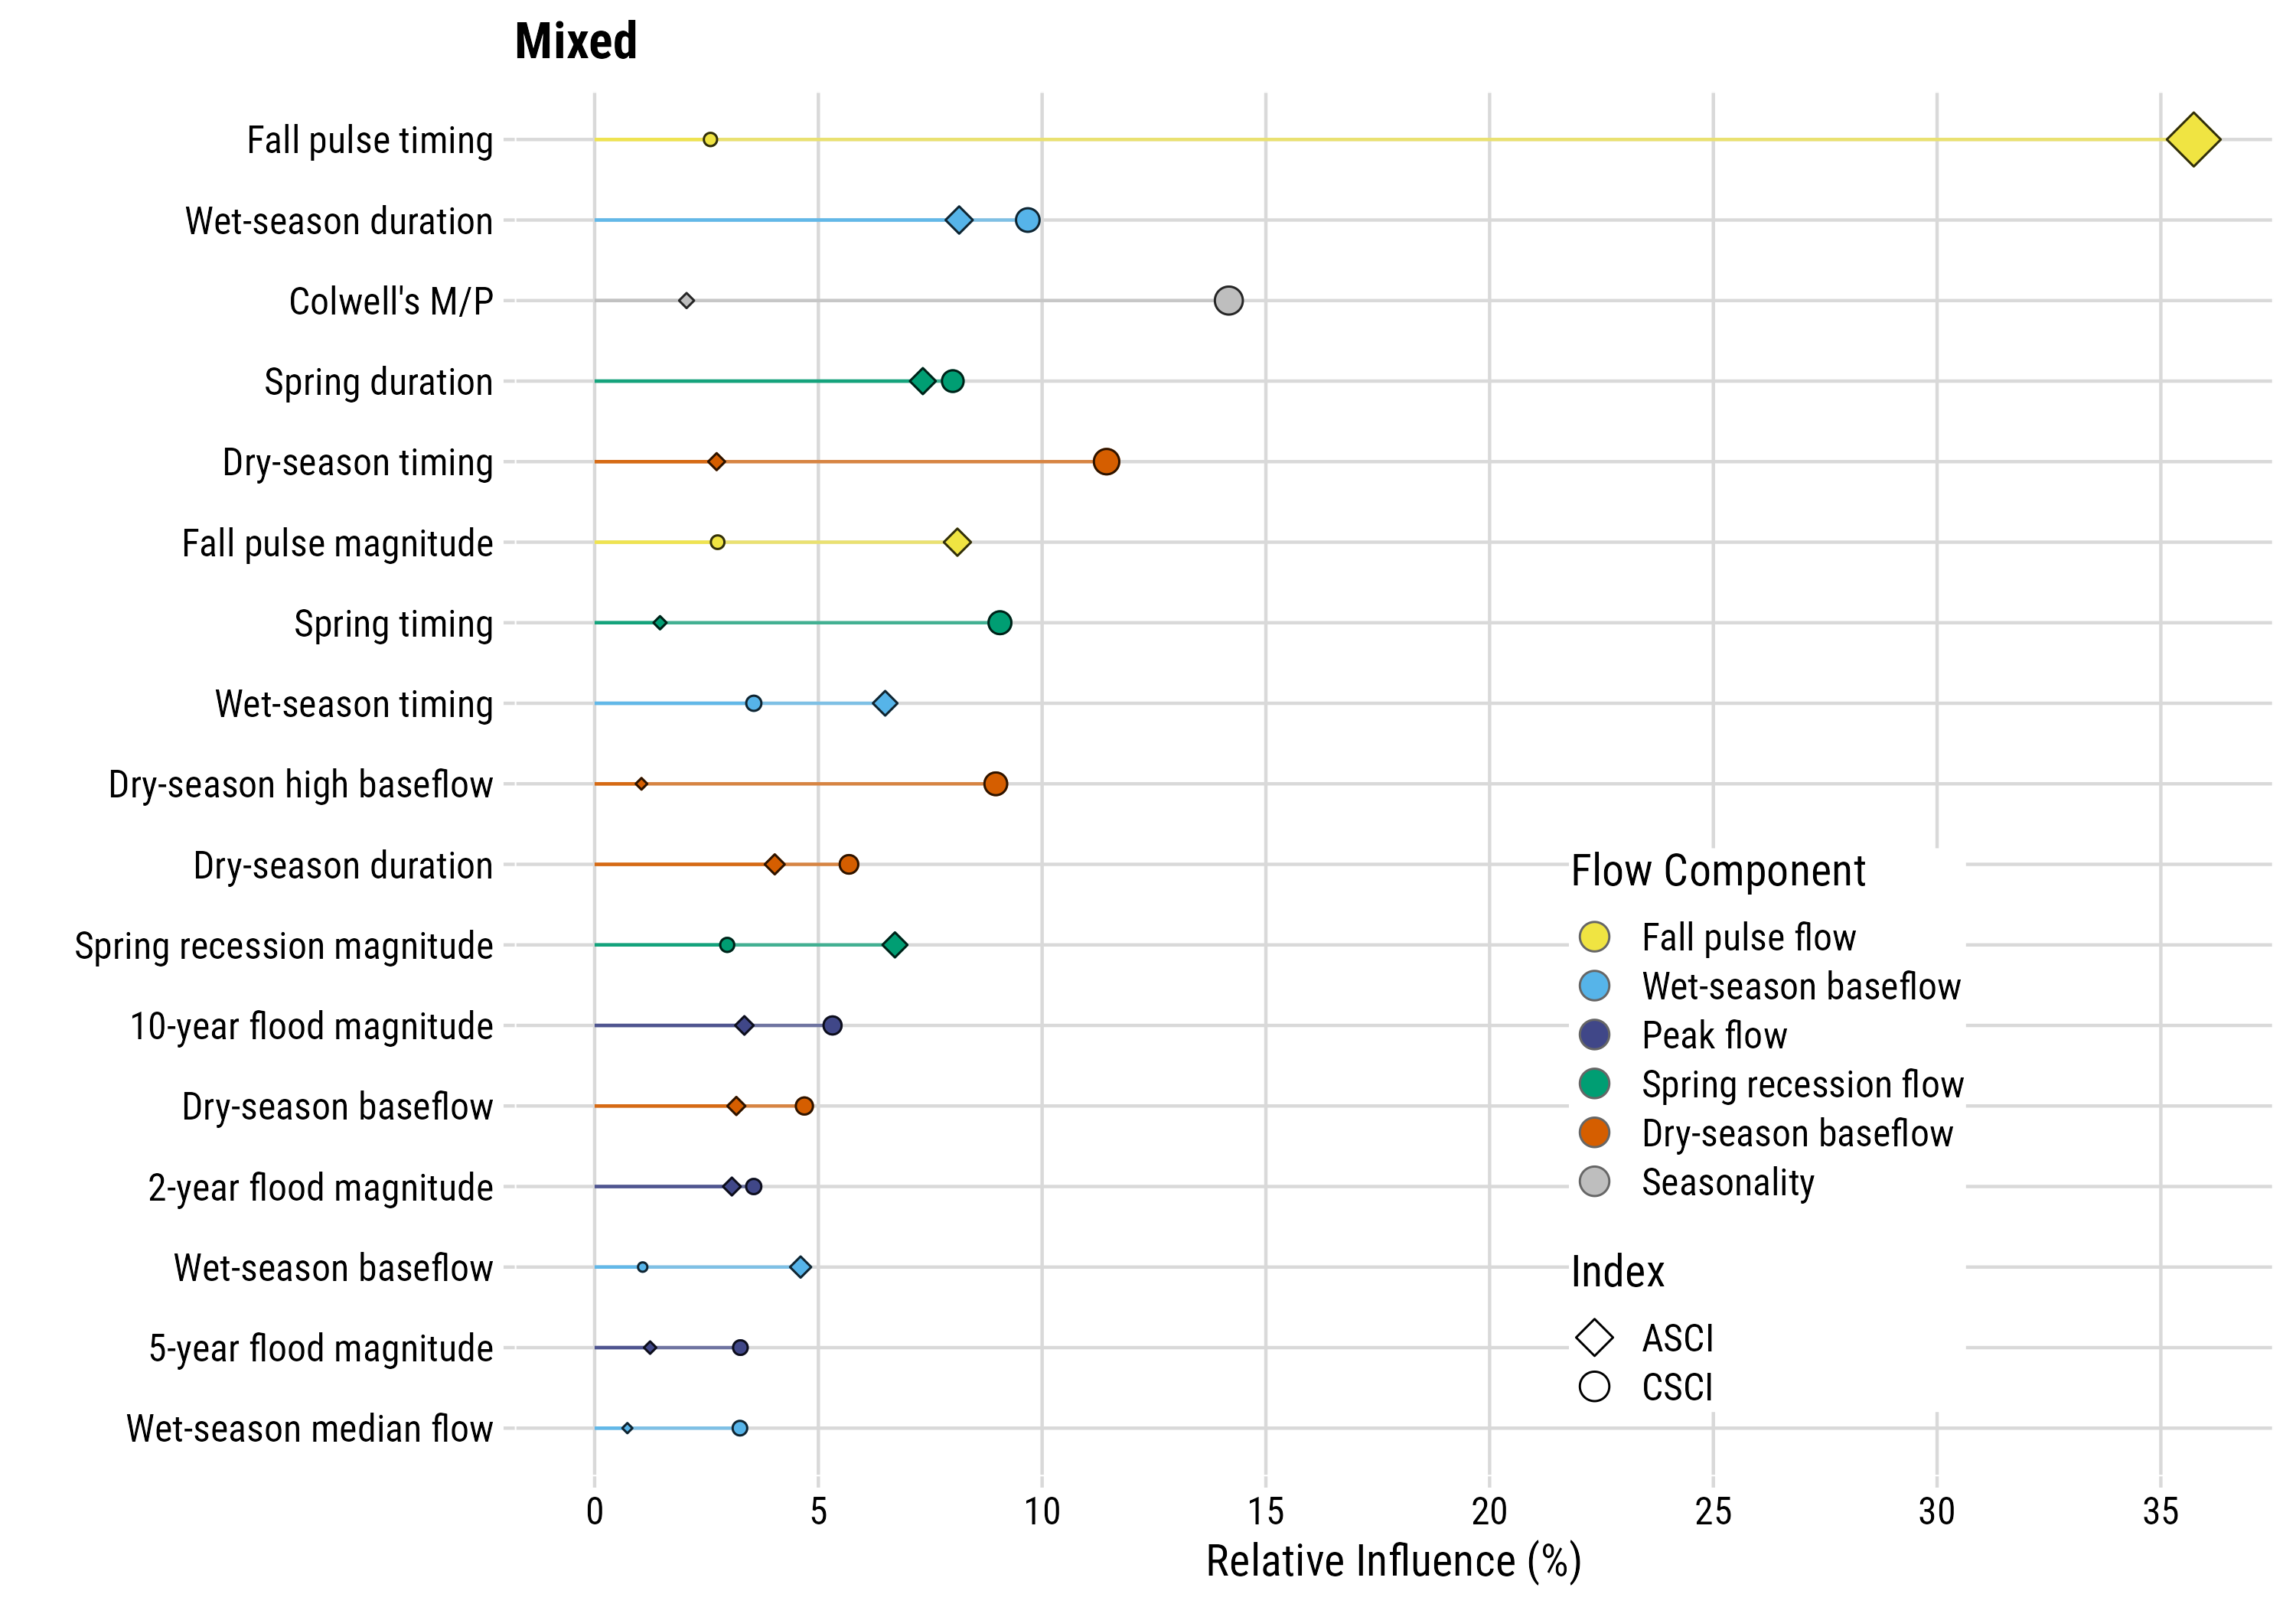 Mixed
Fall pulse timing
Wet-season duration
Colwell's M/P
Spring duration
Dry-season timing
Fall pulse magnitude
Spring timing
Wet-season timing
Dry-season high baseflow
Dry-season duration
Spring recession magnitude
10-year flood magnitude
Dry-season baseflow
2-year flood magnitude
Wet-season baseflow
5-year flood magnitude
Wet-season median flow
Flow Component
Fall pulse flow
Wet-season baseflow
Peak flow
Spring recession flow
Dry-season baseflow
Seasonality
Index
ASCI
CSCI
0 5 10 15 20 25 30 35
Relative Influence (%)